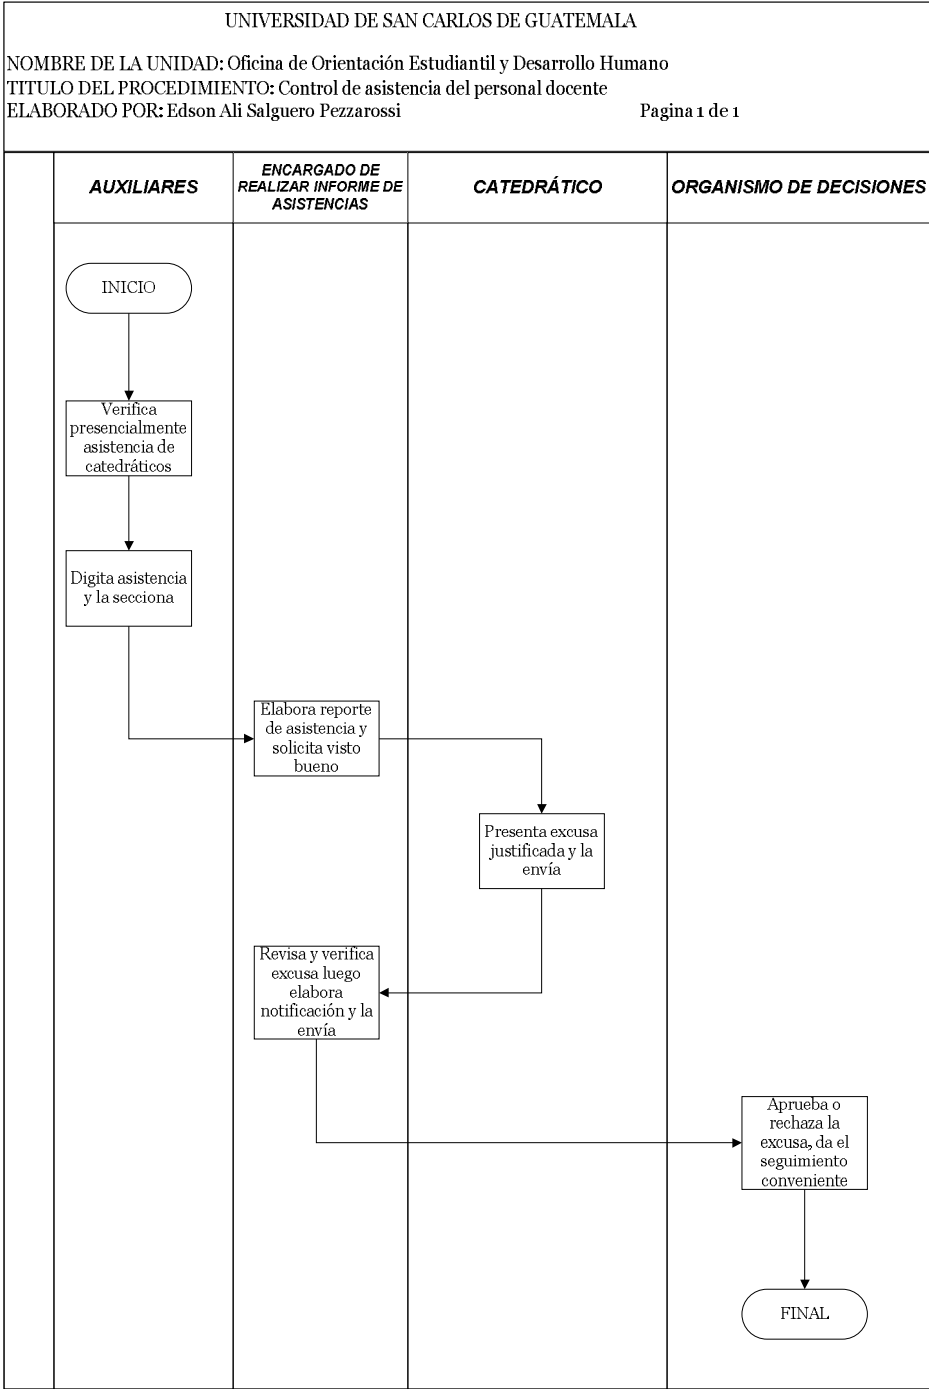 UNIVERSIDAD DE SAN CARLOS DE GUATEMALA
NOMBRE DE LA UNIDAD: Oficina de Orientación Estudiantil y Desarrollo Humano
TITULO DEL PROCEDIMIENTO: Control de asistencia del personal docente
ELABORADO POR: Edson Ali Salguero Pezzarossi Pagina 1 de 1
AUXILIARES
ENCARGADO DE
REALIZAR INFORME DE
ASISTENCIAS
CATEDRÁTICO
ORGANISMO DE DECISIONES
INICIO
Verifica
presencialmente
asistencia de
catedráticos
Digita asistencia
y la secciona
Elabora reporte
de asistencia y
solicita visto
bueno
Presenta excusa
justificada y la
envía
Revisa y verifica
excusa luego
elabora
notificación y la
envía
Aprueba o
rechaza la
excusa, da el
seguimiento
conveniente
FINAL